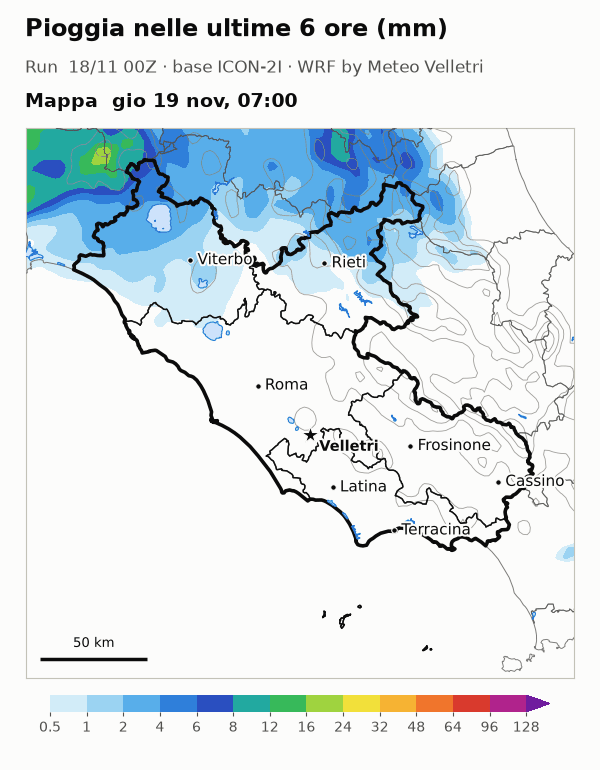 Pioggia nelle ultime 6 ore (mm)
Run  18/11 00Z · base ICON-2I · WRF by Meteo Velletri
Mappa  gio 19 nov, 07:00
Viterbo
Rieti
Roma
Velletri
Frosinone
Cassino
Latina
Terracina
50 km
0.5 1 2 4 6 8 12 16 24 32 48 64 96 128